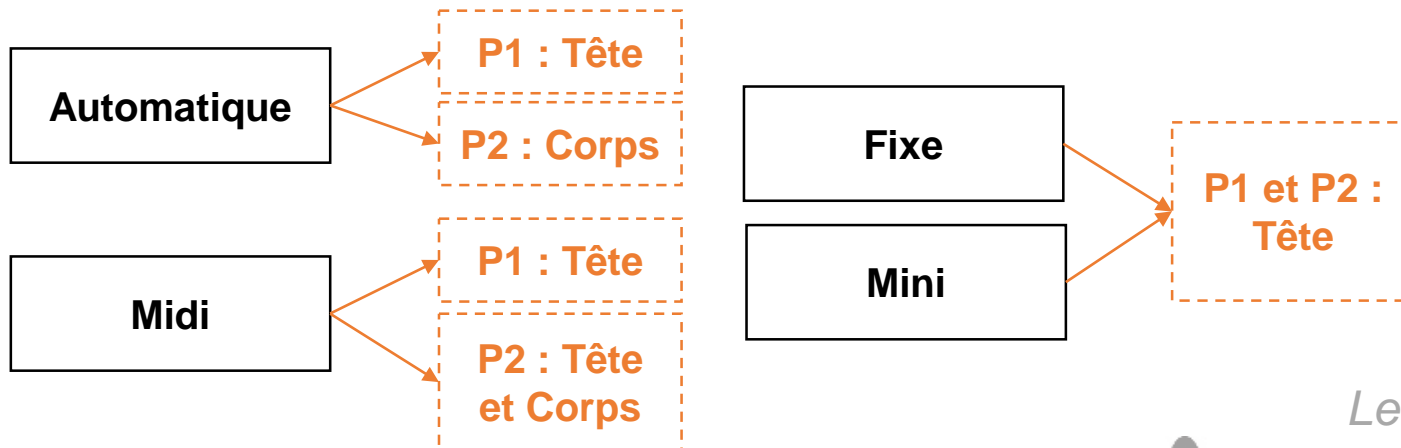 Automatique
P1 : Tête
P2 : Corps
Midi
P1 : Tête
P2 : Tête
et Corps
Fixe
Mini
P1 et P2 :
Tête
Le